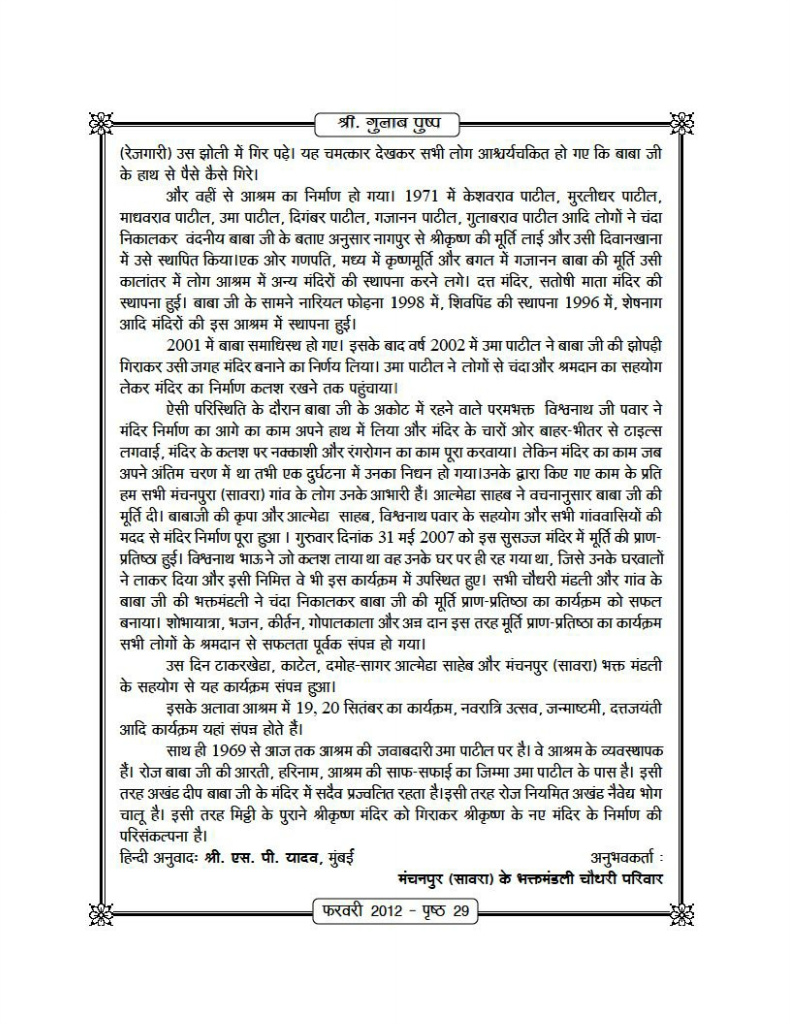 श्री. गुलाब पुष्प
(रेजगारी) उस झोली में गिर पड़े। यह चमत्कार देखकर सभी लोग आश्चर्यचकित हो गए कि बाबा जी
के हाथ से पैसे कैसे गिरे।
और वहीं से आश्रम का निर्माण हो गया। 1971 में केशवराव पाटील, मुरलीधर पाटील,
माधवराव पाटील, उमा पाटील, दिगंबर पाटील, गजानन पाटील, गुलाबराव पाटील आदि लोगों ने चंदा
निकालकर वंदनीय बाबा जी के बताए अनुसार नागपुर से श्रीकृष्ण की मूर्ति लाई और उसी दिवानखाना
में उसे स्थापित किया।एक ओर गणपति, मध्य में कृष्णमूर्ति और बगल में गजानन बाबा की मूर्ति उसी
कालांतर में लोग आश्रम में अन्य मंदिरों की स्थापना करने लगे। दत्त मंदिर, सतोषी माता मंदिर की
स्थापना हुई। बाबा जी के सामने नारियल फोड़ना 1998 में, शिवपिंड की स्थापना 1996 में, शेषनाग
आदि मंदिरों की इस आश्रम में स्थापना हुई।
2001 में बाबा समाधिस्थ हो गए। इसके बाद वर्ष 2002 में उमा पाटील ने बाबा जी की झोपड़ी
गिराकर उसी जगह मंदिर बनाने का निर्णय लिया। उमा पाटील ने लोगों से चंदा और श्रमदान का सहयोग
लेकर मंदिर का निर्माण कलश रखने तक पहुंचाया।
ऐसी परिस्थिति के दौरान बाबा जी के अकोट में रहने वाले परमभक्त विश्वनाथ जी पवार ने
मंदिर निर्माण का आगे का काम अपने हाथ में लिया और मंदिर के चारों ओर बाहर-भीतर से टाइल्स
लगवाई, मंदिर के कलश पर नक्काशी और रंगरोगन का काम पूरा करवाया। लेकिन मंदिर का काम जब
अपने अंतिम चरण में था तभी एक दुर्घटना में उनका निधन हो गया।उनके द्वारा किए गए काम के प्रति
हम सभी मंचनपुरा (सावरा) गांव के लोग उनके आभारी हैं। आल्मेडा साहब ने वचनानुसार बाबा जी की
मूर्ति दी। बाबाजी की कृपा और आल्मेडा साहब, विश्वनाथ पवार के सहयोग और सभी गांववासियों की
मदद से मंदिर निर्माण पूरा हुआ । गुरुवार दिनांक 31 मई 2007 को इस सुसज्ज मंदिर में मूर्ति की प्राण-
प्रतिष्ठा हुई। विश्वनाथ भाऊ ने जो कलश लाया था वह उनके घर पर ही रह गया था, जिसे उनके घरवालों
ने लाकर दिया और इसी निमित्त वे भी इस कार्यक्रम में उपस्थित हुए। सभी चौधरी मंडली और गांव के
बाबा जी की भक्तमंडली ने चंदा निकालकर बाबा जी की मूर्ति प्राण-प्रतिष्ठा का कार्यक्रम को सफल
बनाया। शोभायात्रा, भजन, कीर्तन, गोपालकाला और अन्न दान इस तरह मूर्ति प्राण-प्रतिष्ठा का कार्यक्रम
सभी लोगों के श्रमदान से सफलता पूर्वक संपन्न हो गया।
उस दिन टाकरखेडा, काटेल, दमोह-सागर आल्मेडा साहेब और मंचनपुर (सावरा) भक्त मंडली
के सहयोग से यह कार्यक्रम संपन्न हुआ।
इसके अलावा आश्रम में 19, 20 सितंबर का कार्यक्रम, नवरात्रि उत्सव, जन्माष्टमी, दत्तजयंती
आदि कार्यक्रम यहां संपन्न होते हैं।
साथ ही 1969 से आज तक आश्रम की जवाबदारी उमा पाटील पर है। वे आश्रम के व्यवस्थापक
हैं। रोज बाबा जी की आरती, हरिनाम, आश्रम की साफ-सफाई का जिम्मा उमा पाटील के पास है। इसी
तरह अखंड दीप बाबा जी के मंदिर में सदैव प्रज्वलित रहता है।इसी तरह रोज नियमित अखंड नैवेद्य भोग
चालू है। इसी तरह मिट्टी के पुराने श्रीकृष्ण मंदिर को गिराकर श्रीकृष्ण के नए मंदिर के निर्माण की
परिसंकल्पना है।
हिन्दी अनुवादः श्री. एस. पी. यादव, मुंबई अनुभवकर्ता :
मंचनपुर (सावरा) के भक्तमंडली चौधरी परिवार
फरवरी 2012 - पृष्ठ 29